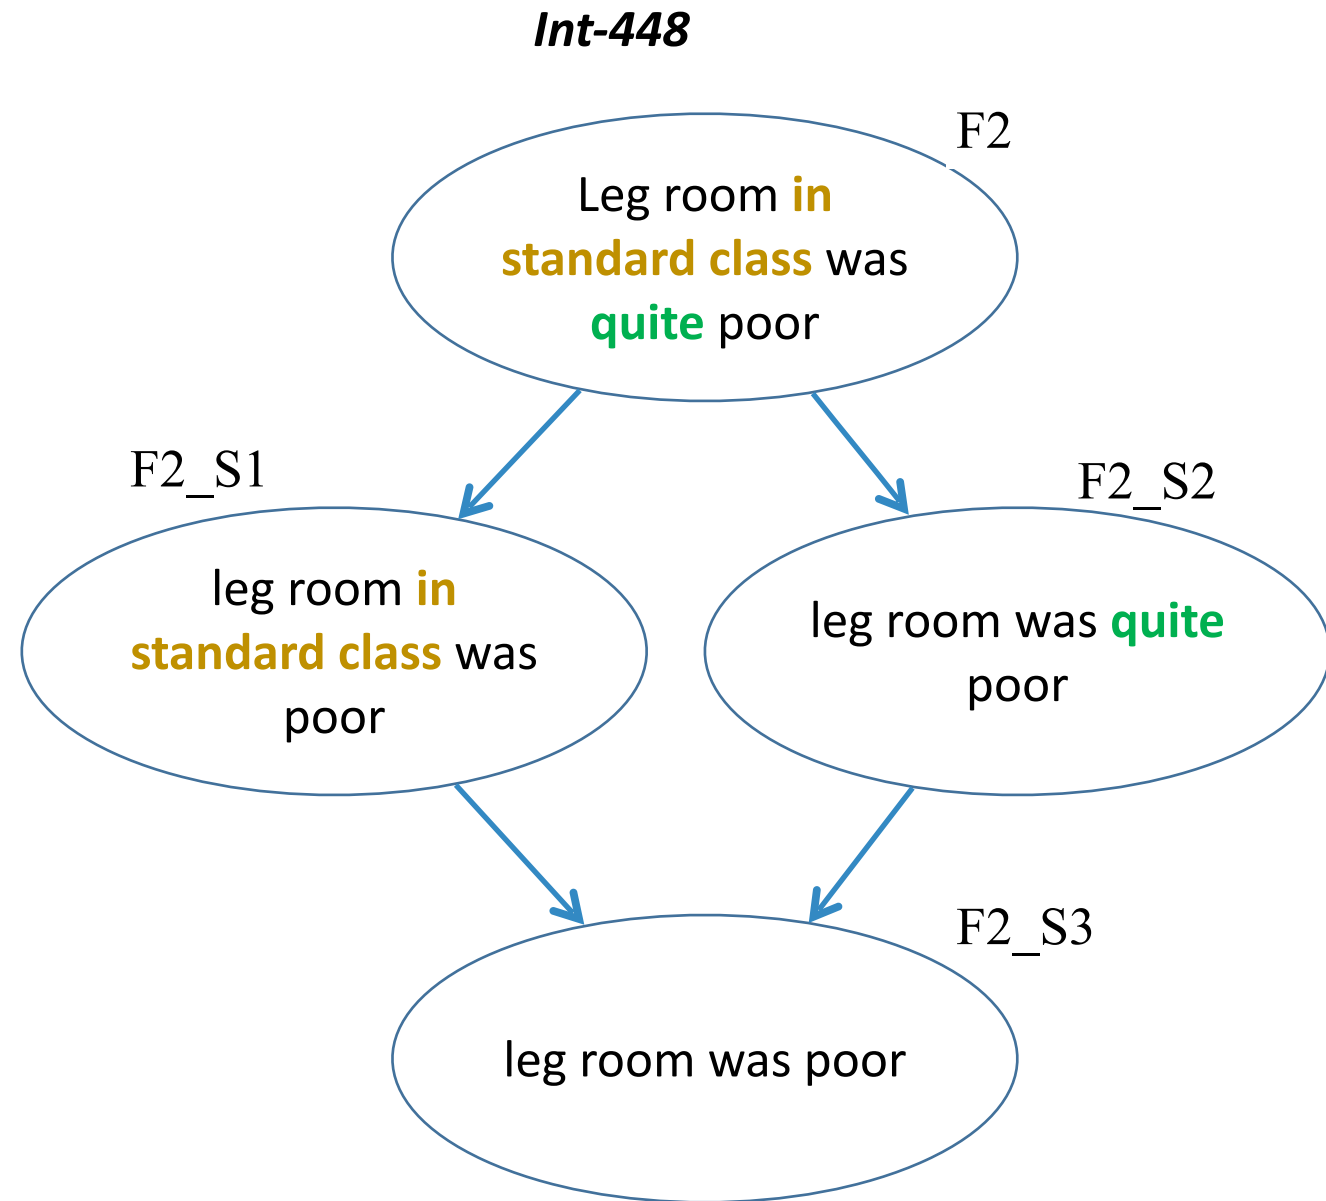 Int-448
F2
Leg room in
standard class was
quite poor
F2_S1
leg room in
standard class was
poor
F2_S2
leg room was quite
poor
F2_S3
leg room was poor